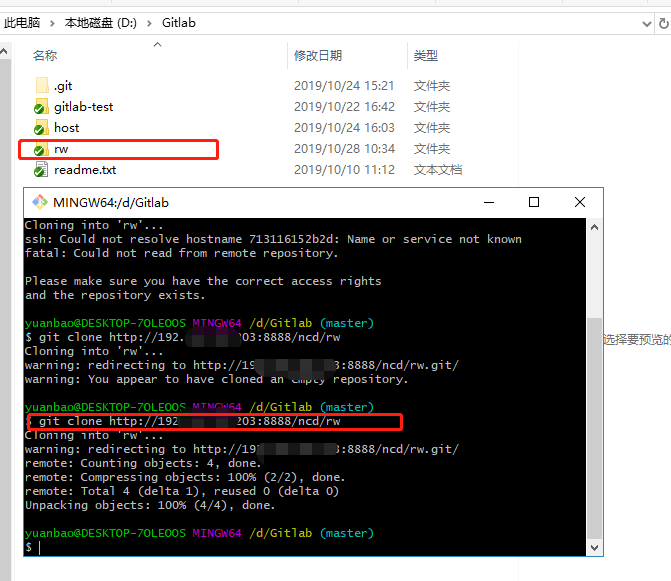 此电脑 > 本地磁盘 (D:) > Gitlab
名称 修改日期 类型
.git 2019/10/24 15:21 文件夹
gitlab-test 2019/10/22 16:42 文件夹
host 2019/10/24 16:03 文件夹
rw 2019/10/28 10:34 文件夹
readme.txt 2019/10/10 11:12 文本文档
MINGW64:/d/Gitlab
Cloning into 'rw'...
ssh: Could not resolve hostname 713116152b2d: Name or service not known
fatal: Could not read from remote repository.
Please make sure you have the correct access rights
and the repository exists.
yuanbao@DESKTOP-7OLEOOS MINGW64 /d/Gitlab (master)
$ git clone http://192. 203:8888/ncd/rw
选择要预览的
Cloning into 'rw'...
warning: redirecting to http://19 3:8888/ncd/rw.git/
warning: You appear to have cloned an empty repository.
yuanbao@DESKTOP-7OLEOOS MINGW64 /d/Gitlab (master)
$ git clone http://192 203:8888/ncd/rw
Cloning into 'rw'...
warning: redirecting to http://19 3:8888/ncd/rw.git/
remote: Counting objects: 4, done.
remote: Compressing objects: 100% (2/2), done.
remote: Total 4 (delta 1), reused 0 (delta 0)
Unpacking objects: 100% (4/4), done.
yuanbao@DESKTOP-7OLEOOS MINGW64 /d/Gitlab (master)
$